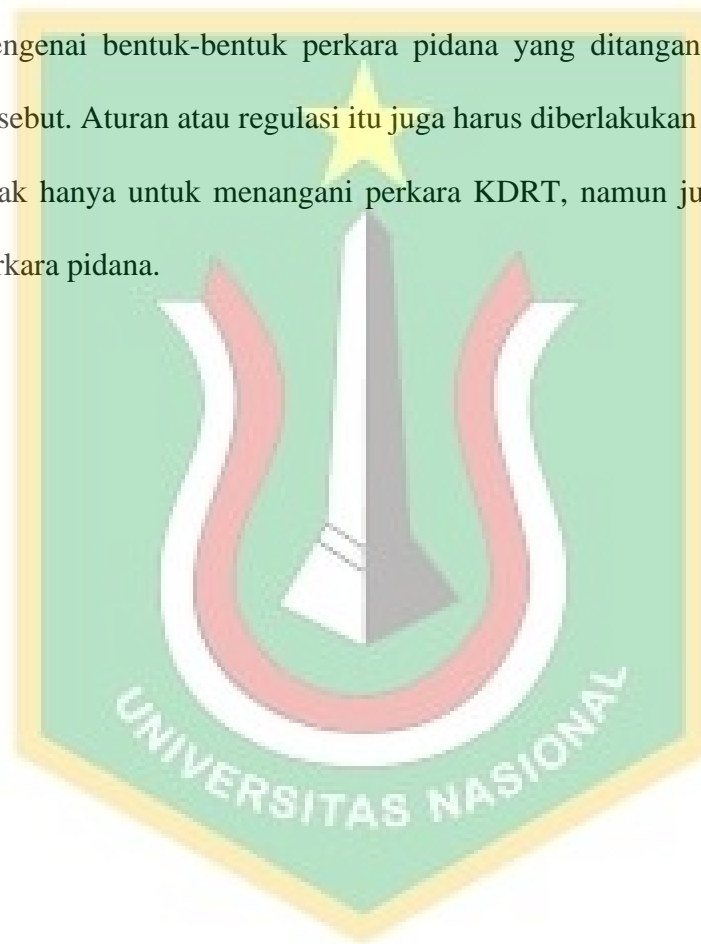 engenai bentuk-bentuk perkara pidana yang ditangan
sebut. Aturan atau regulasi itu juga harus diberlakukan
ak hanya untuk menangani perkara KDRT, namun ju
rkara pidana.
UNIVERSITAS NASIONAL